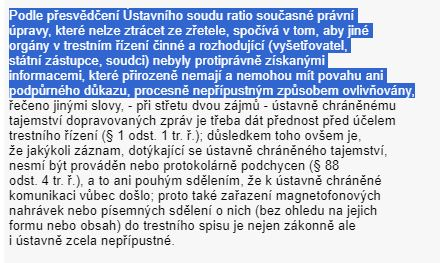 Podle přesvědčení Ústavního soudu ratio současné právní
úpravy, které nelze ztrácet ze zřetele, spočívá v tom, aby jiné
orgány v trestním řízení činné a rozhodující (vyšetřovatel,
státní zástupce, soudci) nebyly protiprávně získanými
informacemi, které přirozeně nemají a nemohou mít povahu ani
podpůrného důkazu, procesně nepřípustným způsobem ovlivňovány,
řečeno jinými slovy, - při střetu dvou zájmů - ústavně chráněnému
tajemství dopravovaných zpráv je třeba dát přednost před účelem
trestního řízení (§ 1 odst. 1 tr. ř.); důsledkem toho ovšem je,
že jakýkoli záznam, dotýkající se ústavně chráněného tajemství,
nesmí být prováděn nebo protokolárně podchycen (§ 88
odst. 4 tr. ř.), a to ani pouhým sdělením, že k ústavně chráněné
komunikaci vůbec došlo; proto také zařazení magnetofonových
nahrávek nebo písemných sdělení o nich (bez ohledu na jejich
formu nebo obsah) do trestního spisu je nejen zákonně ale
i ústavně zcela nepřípustné.